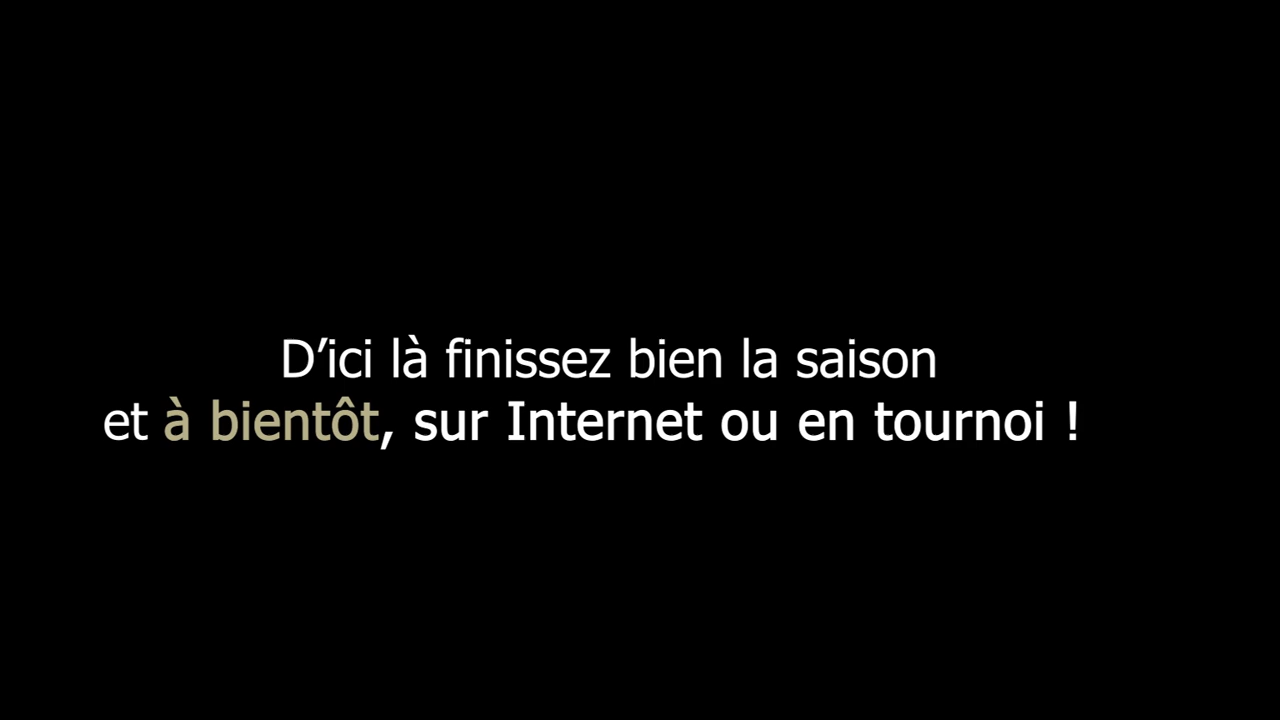 D’ici là finissez bien la saison
et à bientôt, sur Internet ou en tournoi !